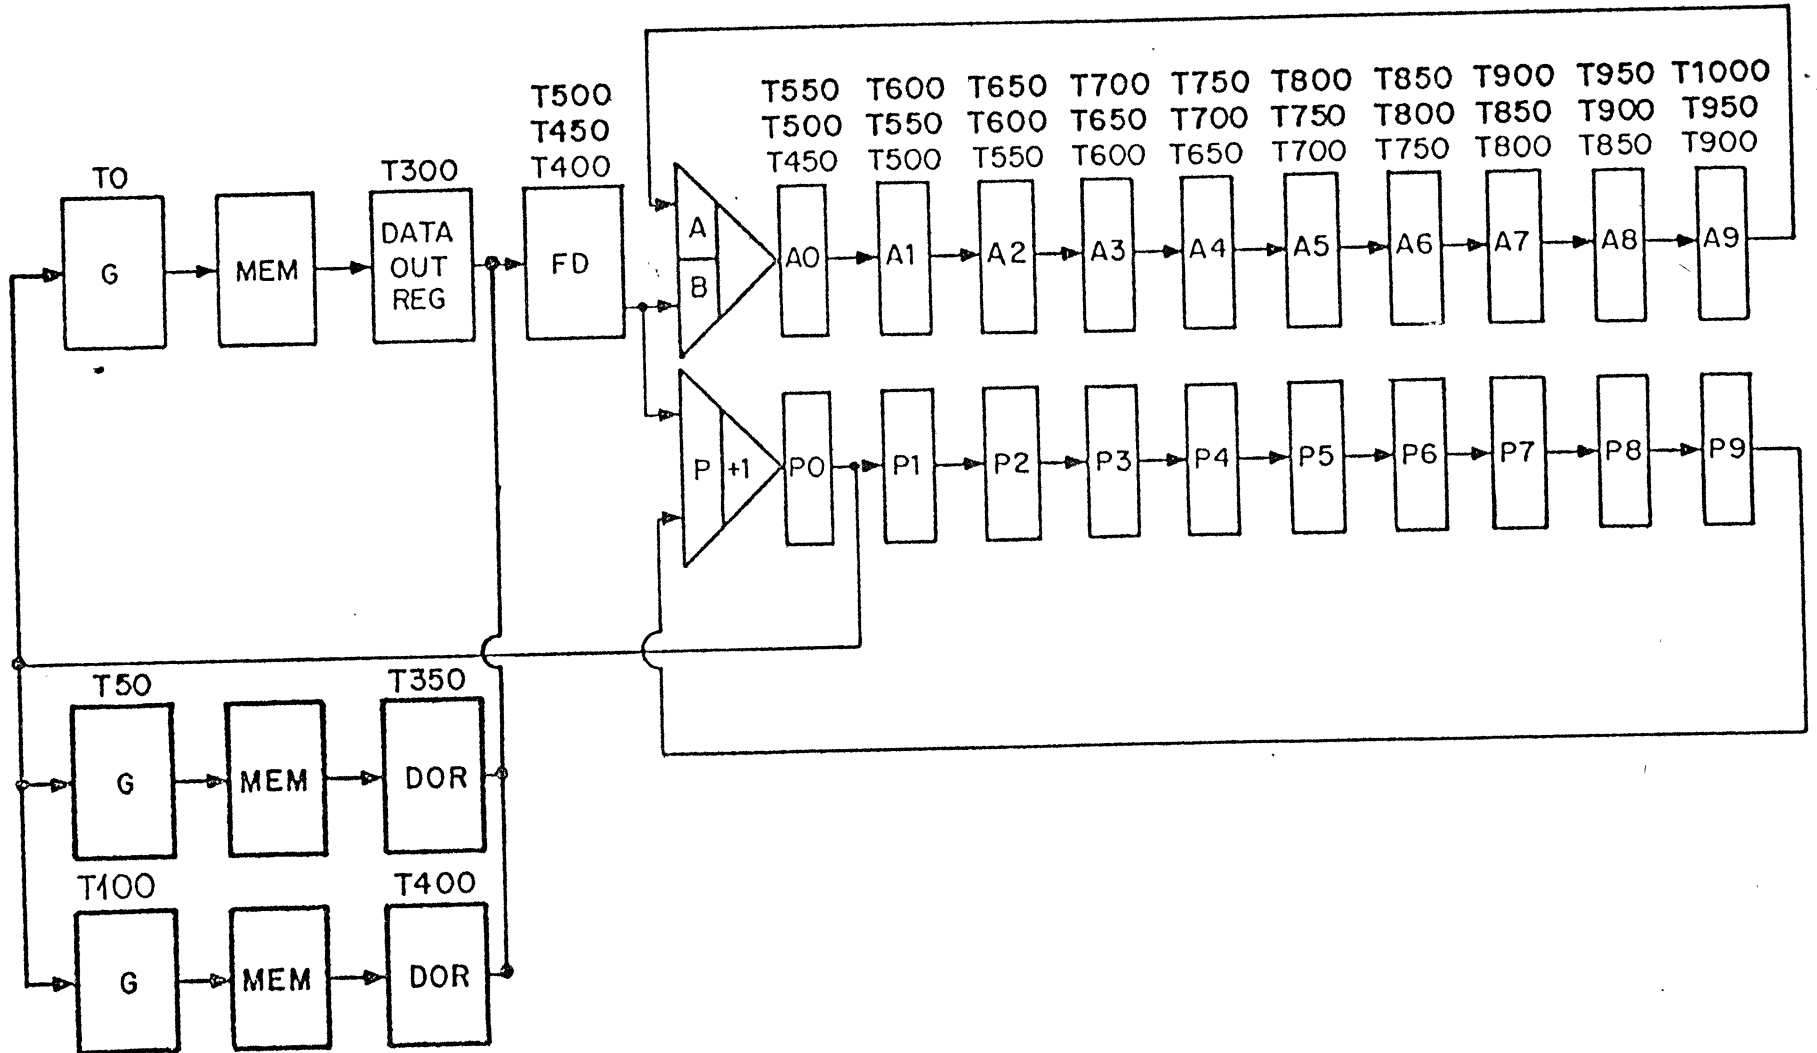 T500
T450
T400
T550 T600 T650 T700 T750 T800 T850 T900 T950 T1000
T500 T550 T600 T650 T700 T750 T800 T850 T900 T950
T450 T500 T550 T600 T650 T700 T750 T800 T850 T900
T0
T300
G
MEM
DATA
OUT
REG
FD
A
B
A0 A1 A2 A3 A4 A5 A6 A7 A8 A9
P +1
P0 P1 P2 P3 P4 P5 P6 P7 P8 P9
T50
T350
G
MEM
DOR
T100
T400
G
MEM
DOR